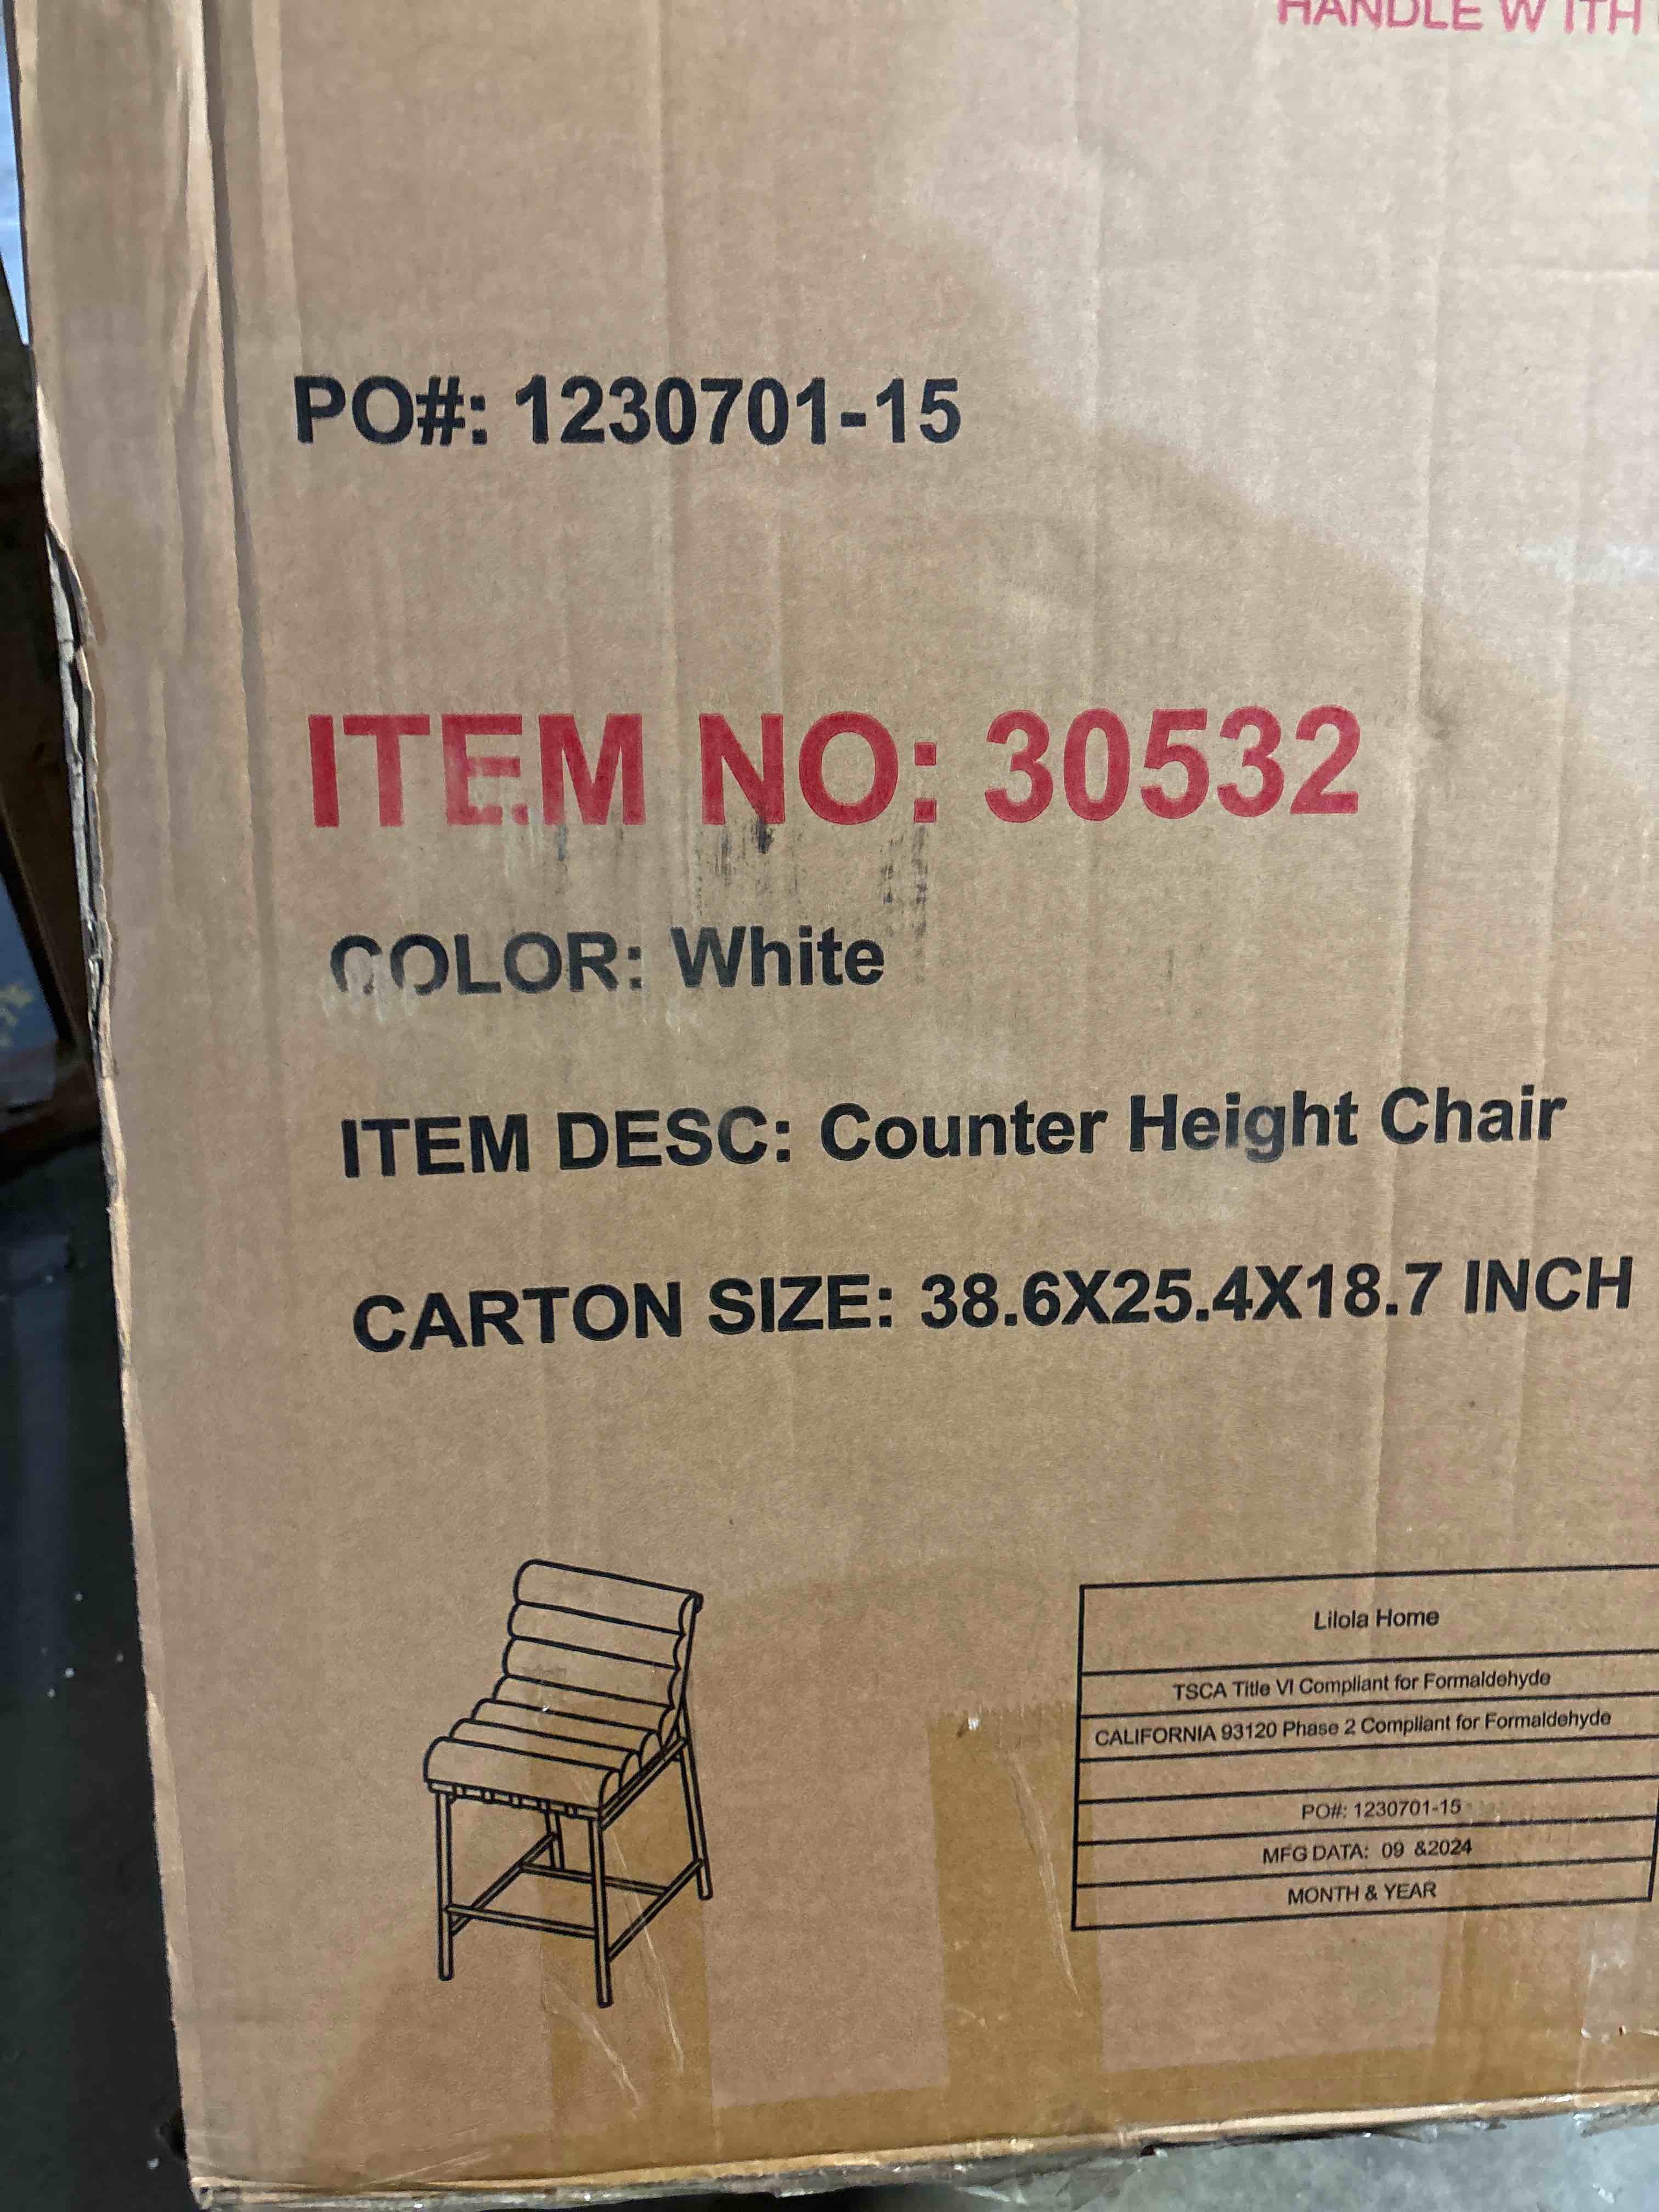 HANDLE WITH
PO#: 1230701-15
ITEM NO: 30532
COLOR: White
ITEM DESC: Counter Height Chair
CARTON SIZE: 38.6X25.4X18.7 INCH
Lilola Home
TSCA Title VI Compliant for Formaldehyde
CALIFORNIA 93120 Phase 2 Compliant for Formaldehyde
PO#: 1230701-15
MFG DATA: 09 &2024
MONTH & YEAR